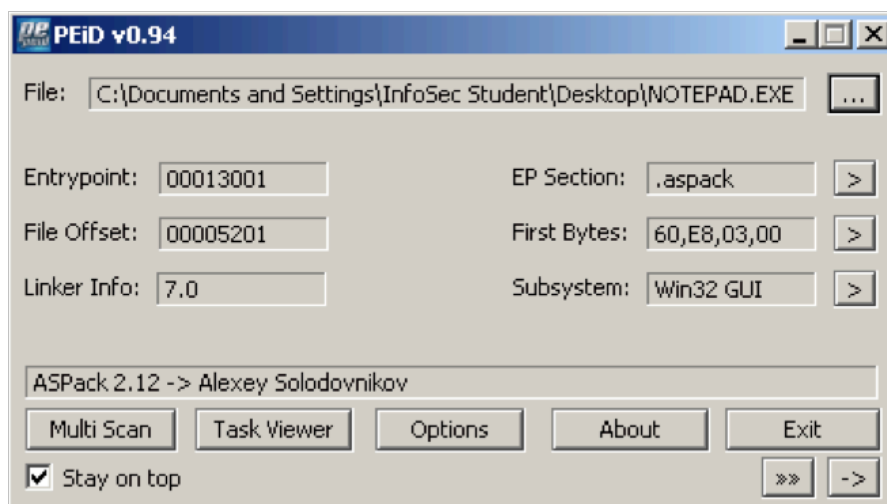 PEiD v0.94
File: C:\Documents and Settings\InfoSec Student\Desktop\NOTEPAD.EXE ...
Entrypoint: 00013001 EP Section: .aspack >
File Offset: 00005201 First Bytes: 60,E8,03,00 >
Linker Info: 7.0 Subsystem: Win32 GUI >
ASPack 2.12 -> Alexey Solodovnikov
Multi Scan Task Viewer Options About Exit
Stay on top »» ->